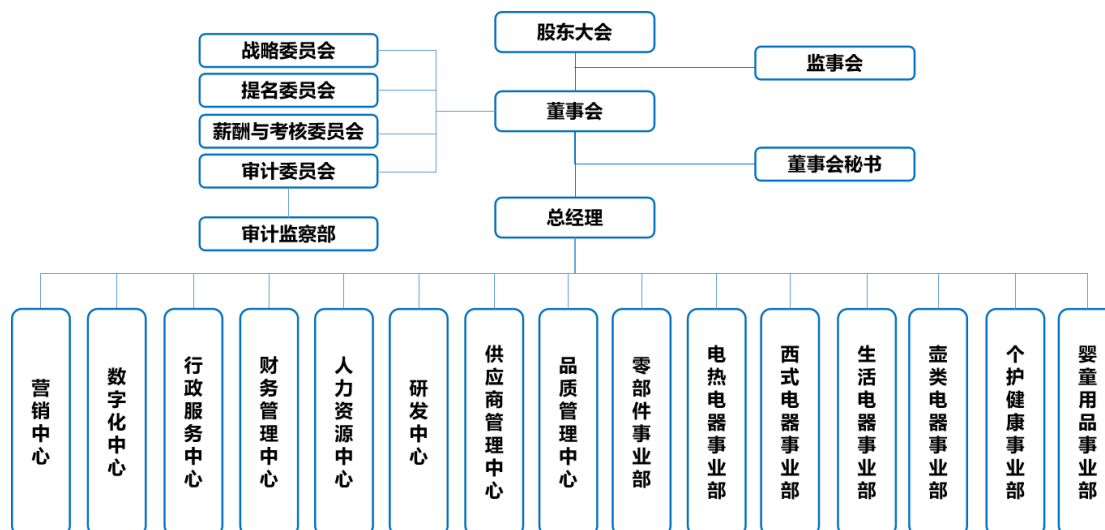 股东大会
战略委员会
监事会
提名委员会
董事会
薪酬与考核委员会
审计委员会
董事会秘书
总经理
审计监察部
营销中心
数字化中心
行政服务中心
财务管理中心
人力资源中心
研发中心
供应商管理中心
品质管理中心
零部件事业部
电热电器事业部
西式电器事业部
生活电器事业部
壶类电器事业部
个护健康事业部
婴童用品事业部